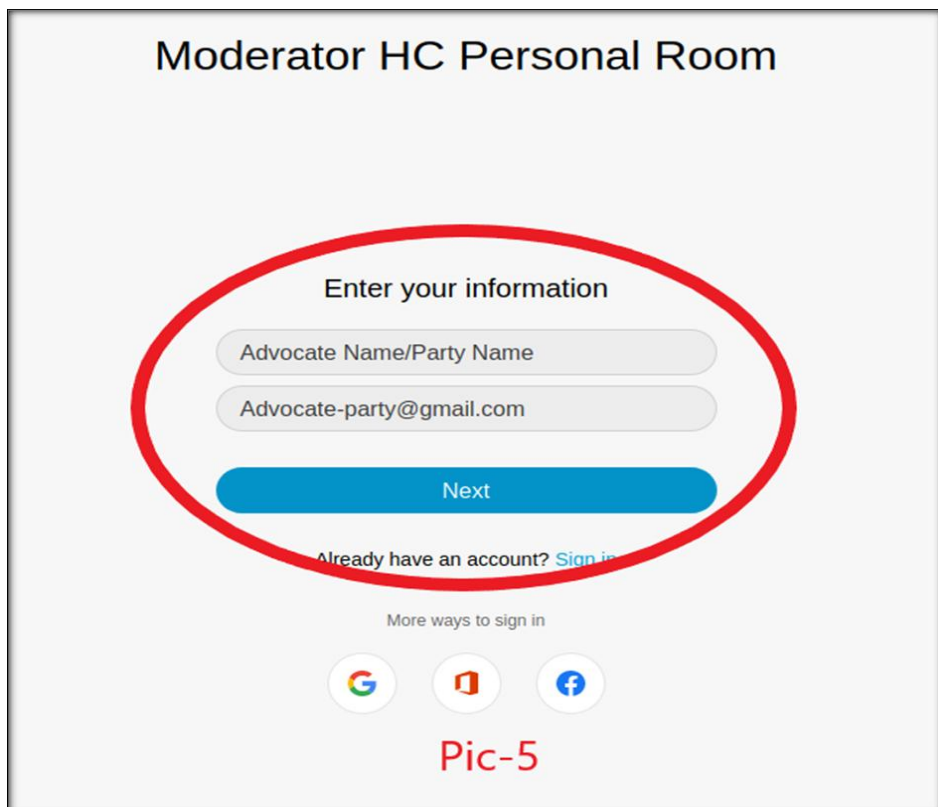 Moderator HC Personal Room
Enter your information
Advocate Name/Party Name
Advocate-party@gmail.com
Next
Already have an account? Sign in
More ways to sign in
Pic-5